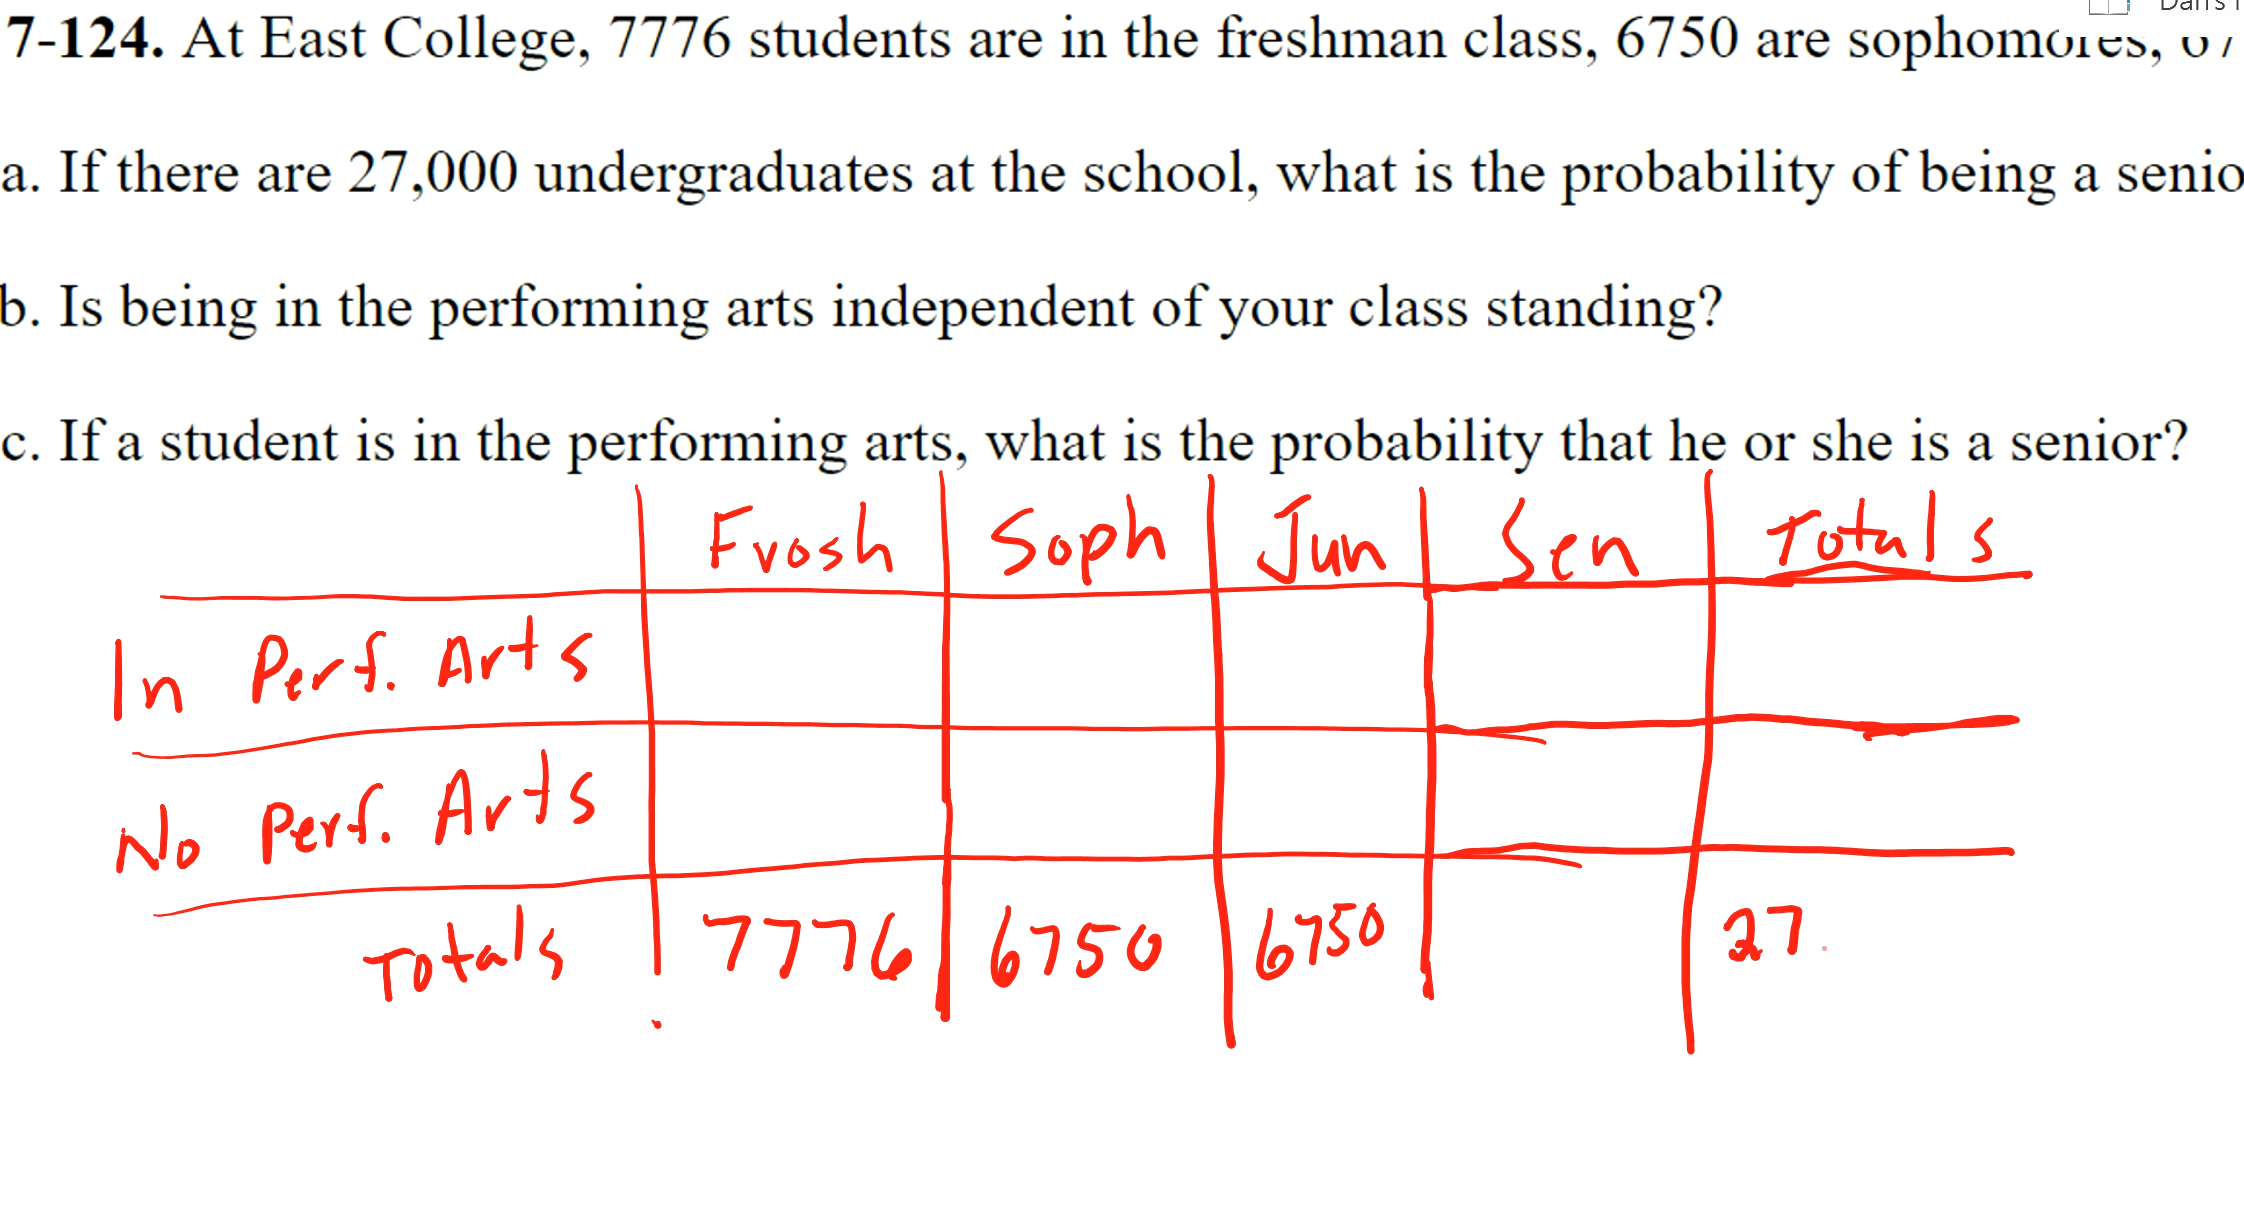 7-124. At East College, 7776 students are in the freshman class, 6750 are sophomores,
a. If there are 27,000 undergraduates at the school, what is the probability of being a senio
b. Is being in the performing arts independent of your class standing?
c. If a student is in the performing arts, what is the probability that he or she is a senior?
Frosh Soph Jun Sen Totals
In Perf. Arts
No Perf. Arts
Totals 7776 6750 6750 27.